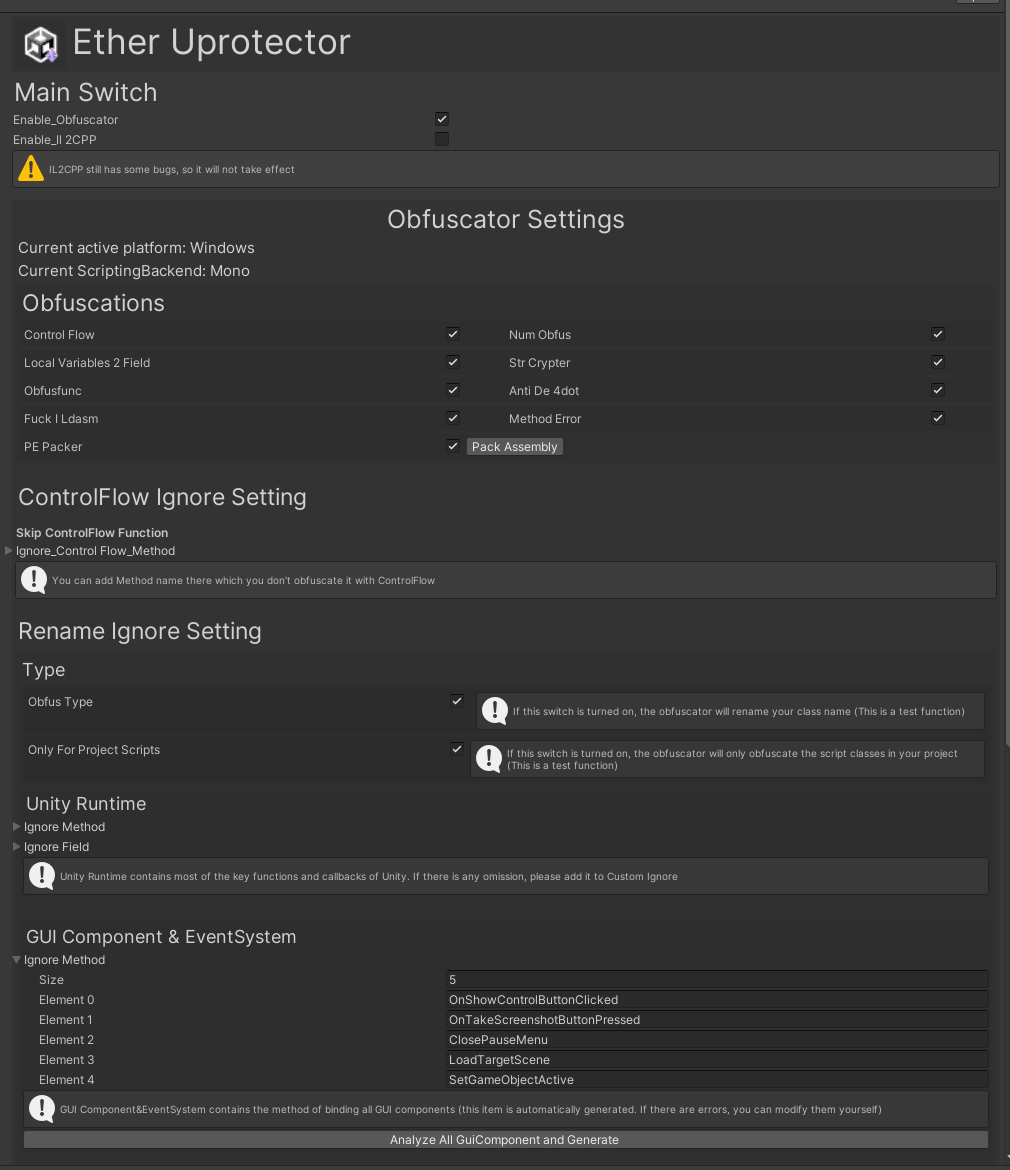 Ether Uprotector
Main Switch
Enable_Obfuscator
Enable_Il 2CPP
IL2CPP still has some bugs, so it will not take effect
Obfuscator Settings
Current active platform: Windows
Current ScriptingBackend: Mono
Obfuscations
Control Flow
Num Obfus
Local Variables 2 Field
Str Crypter
Obfusfunc
Anti De 4dot
Fuck I Ldasm
Method Error
PE Packer
Pack Assembly
ControlFlow Ignore Setting
Skip ControlFlow Function
Ignore_Control Flow_Method
You can add Method name there which you don't obfuscate it with ControlFlow
Rename Ignore Setting
Type
Obfus Type
If this switch is turned on, the obfuscator will rename your class name (This is a test function)
Only For Project Scripts
If this switch is turned on, the obfuscator will only obfuscate the script classes in your project
(This is a test function)
Unity Runtime
Ignore Method
Ignore Field
Unity Runtime contains most of the key functions and callbacks of Unity. If there is any omission, please add it to Custom Ignore
GUI Component & EventSystem
Ignore Method
Size
5
Element 0
OnShowControlButtonClicked
Element 1
OnTakeScreenshotButtonPressed
Element 2
ClosePauseMenu
Element 3
LoadTargetScene
Element 4
SetGameObjectActive
GUI Component&EventSystem contains the method of binding all GUI components (this item is automatically generated. If there are errors, you can modify them yourself)
Analyze All GuiComponent and Generate